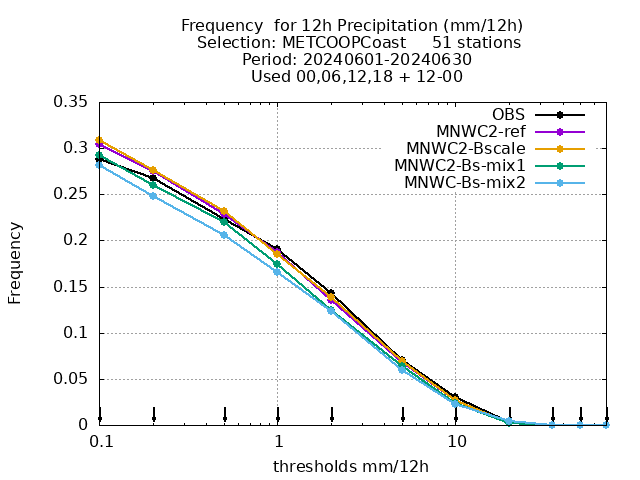 Frequency  for 12h Precipitation (mm/12h)
Selection: METCOOPCoast     51 stations
Period: 20240601-20240630
Used 00,06,12,18 + 12-00
OBS
MNWC2-ref
MNWC2-Bscale
MNWC2-Bs-mix1
MNWC-Bs-mix2
0.35
0.3
0.25
0.2
0.15
0.1
0.05
0
Frequency
0.1 1 10
thresholds mm/12h